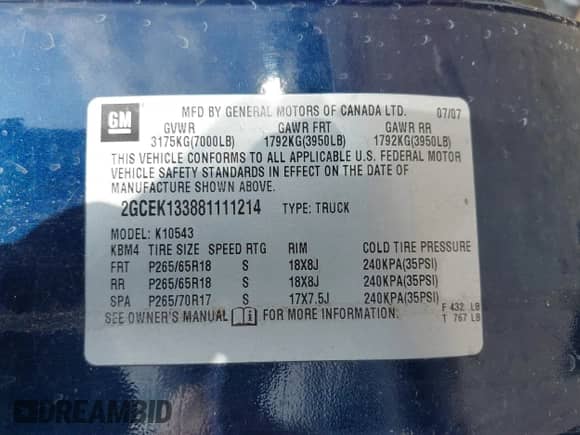 GM
MFD BY GENERAL MOTORS OF CANADA LTD. 07/07
GVWR GAWR FRT GAWR RR
3175KG(7000LB) 1792KG(3950LB) 1792KG(3950LB)
THIS VEHICLE CONFORMS TO ALL APPLICABLE U.S. FEDERAL MOTOR
VEHICLE SAFETY STANDARDS IN EFFECT ON THE DATE OF
MANUFACTURE SHOWN ABOVE.
2GCEK133881111214 TYPE: TRUCK
MODEL: K10543
KBM4 TIRE SIZE SPEED RTG RIM COLD TIRE PRESSURE
FRT P265/65R18 S 18X8J 240KPA(35PSI)
RR P265/65R18 S 18X8J 240KPA(35PSI)
SPA P265/70R17 S 17X7.5J 240KPA(35PSI)
SEE OWNER'S MANUAL i FOR MORE INFORMATION.
F 432 LB
T 767 LB
DREAMBID